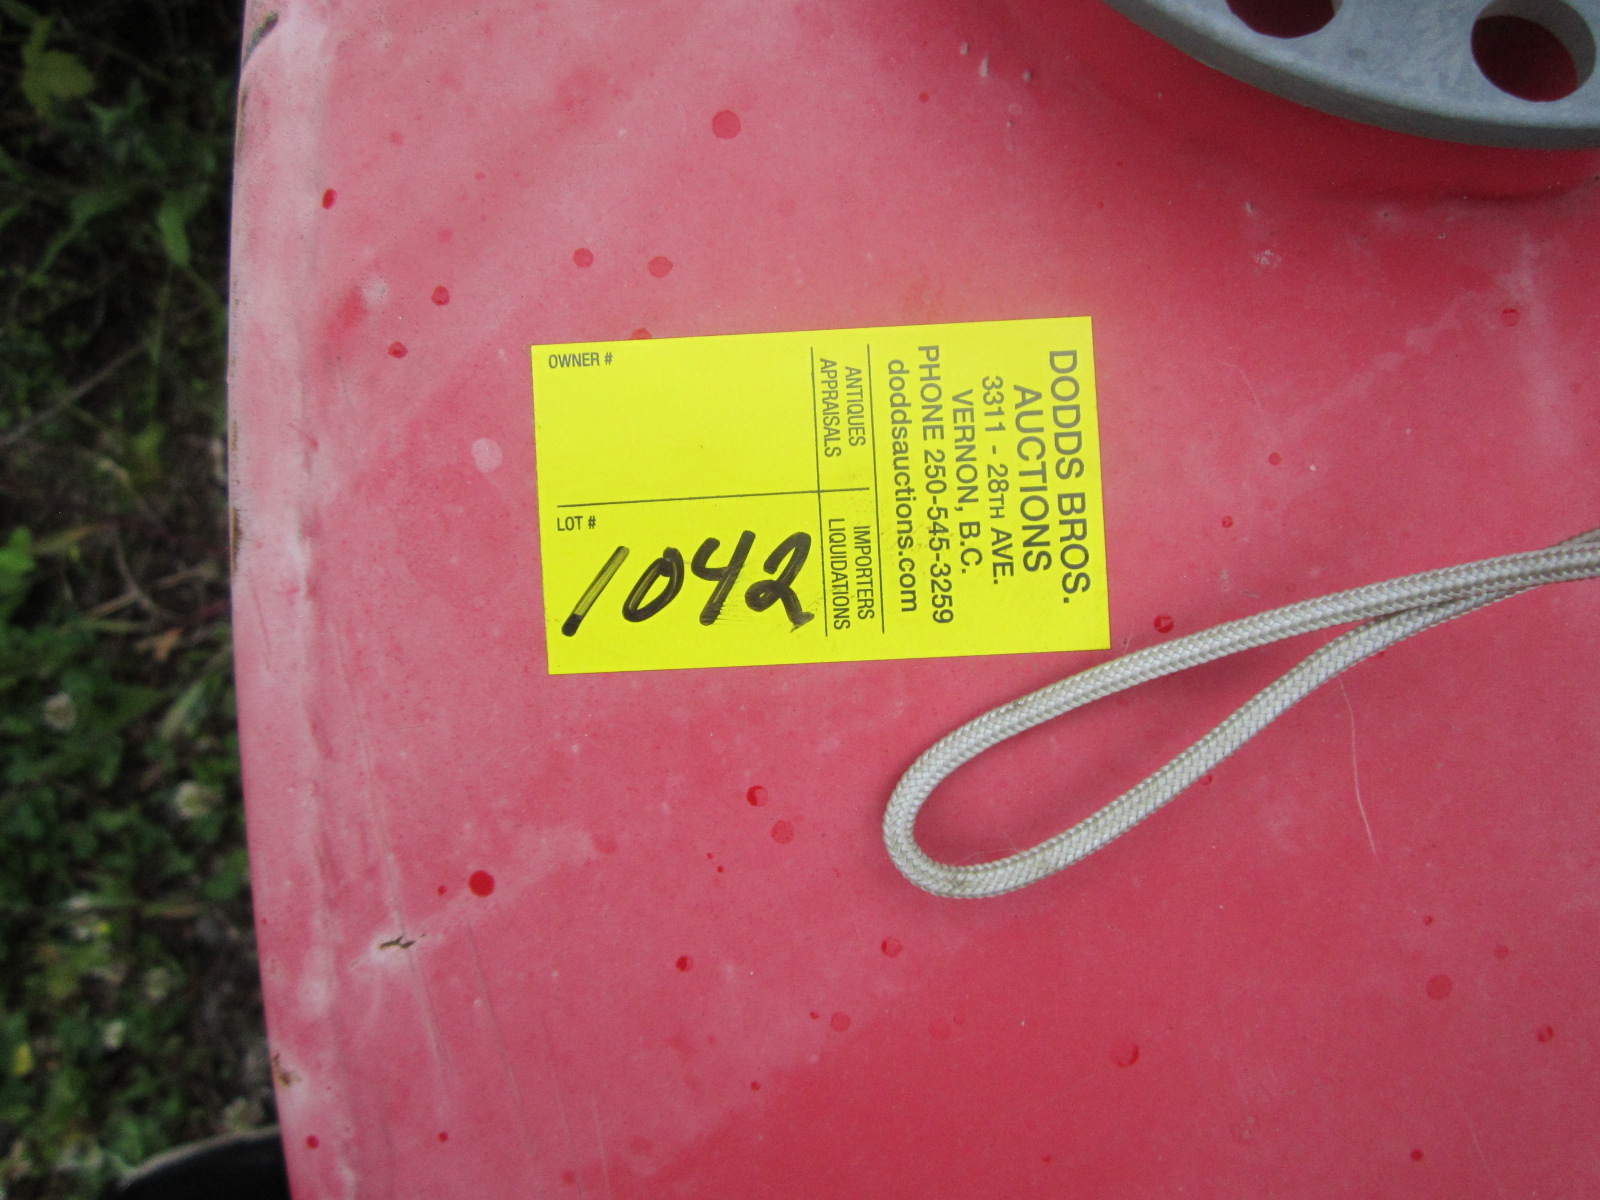 DODDS BROS.
AUCTIONS
3311 - 28TH AVE.
VERNON, B.C.
PHONE 250-545-3259
doddsauctions.com
ANTIQUES IMPORTERS
APPRAISALS LIQUIDATIONS
OWNER #
LOT #
1042